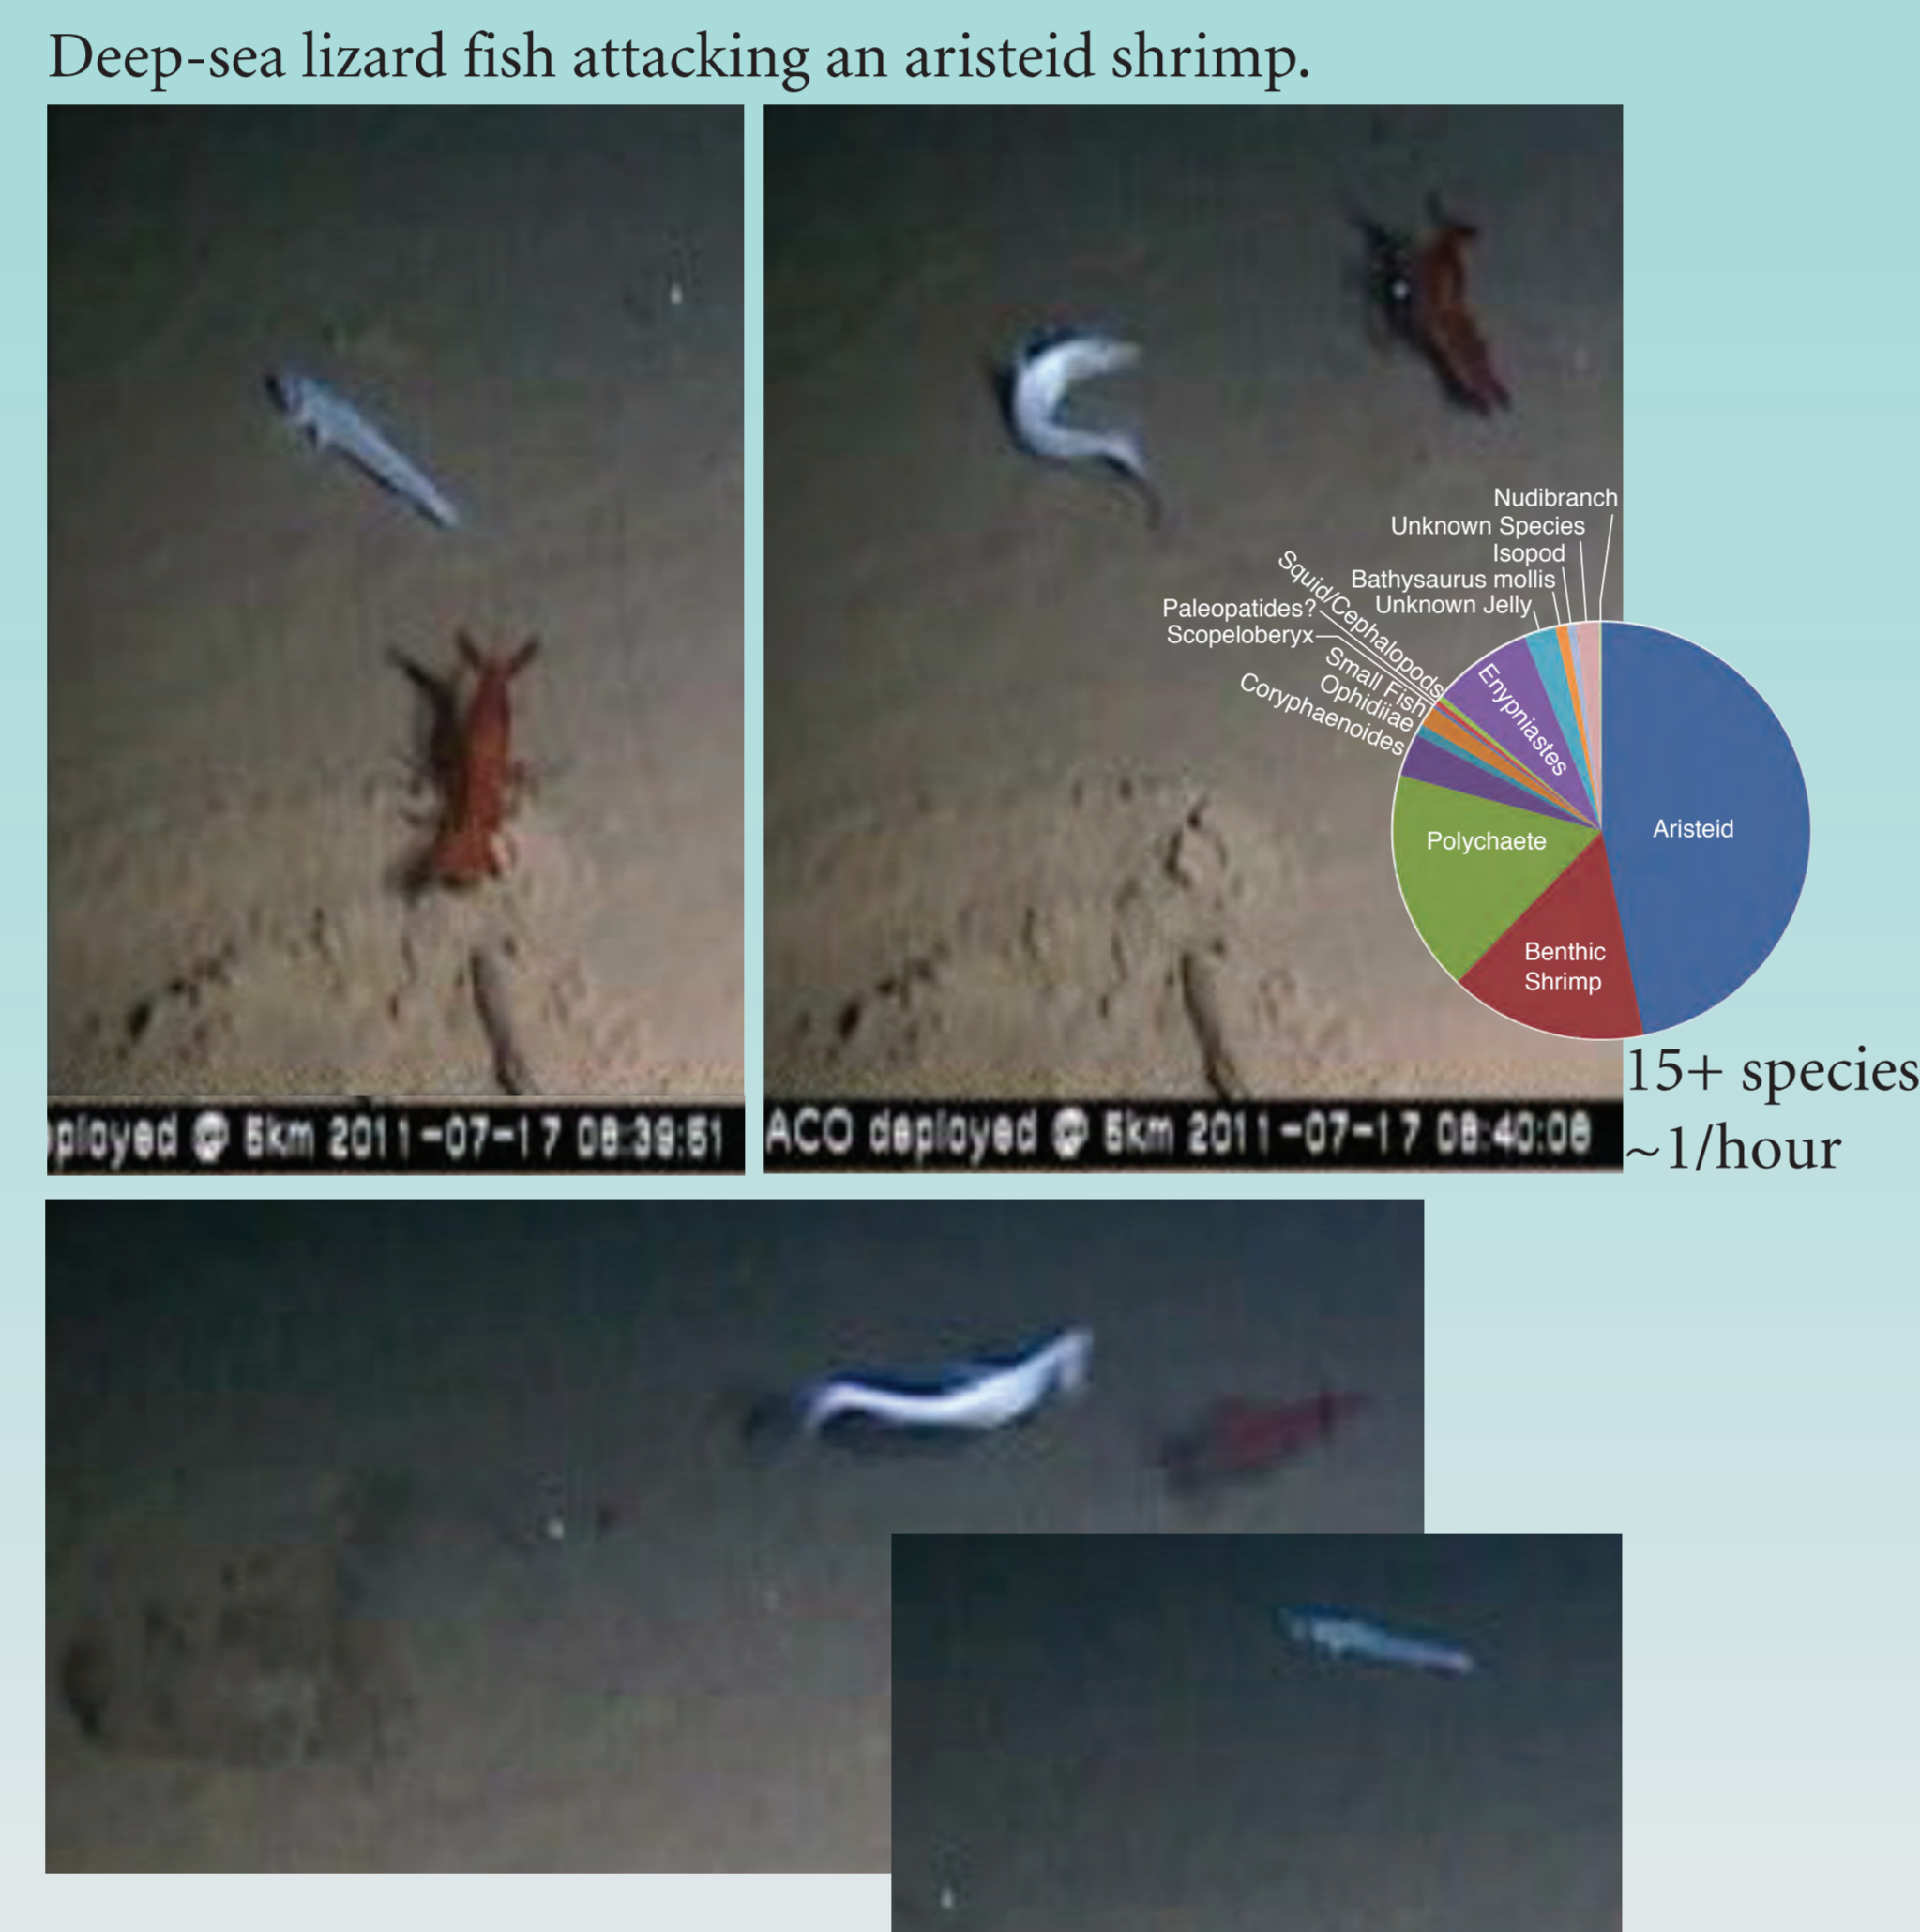 Deep-sea lizard fish attacking an aristeid shrimp.
Nudibranch
Unknown Species
Isopod
Bathysaurus mollis
Unknown Jelly
Squid/Cephalopods
Paleopatides?
Scopeloberyx
Small Fish
Ophidiiae
Coryphaenoides
Enypniastes
Polychaete
Aristeid
Benthic
Shrimp
15+ species
~1/hour
ployed @ 5km 2011-07-17 08:39:51
ACO deployed @ 5km 2011-07-17 08:40:08